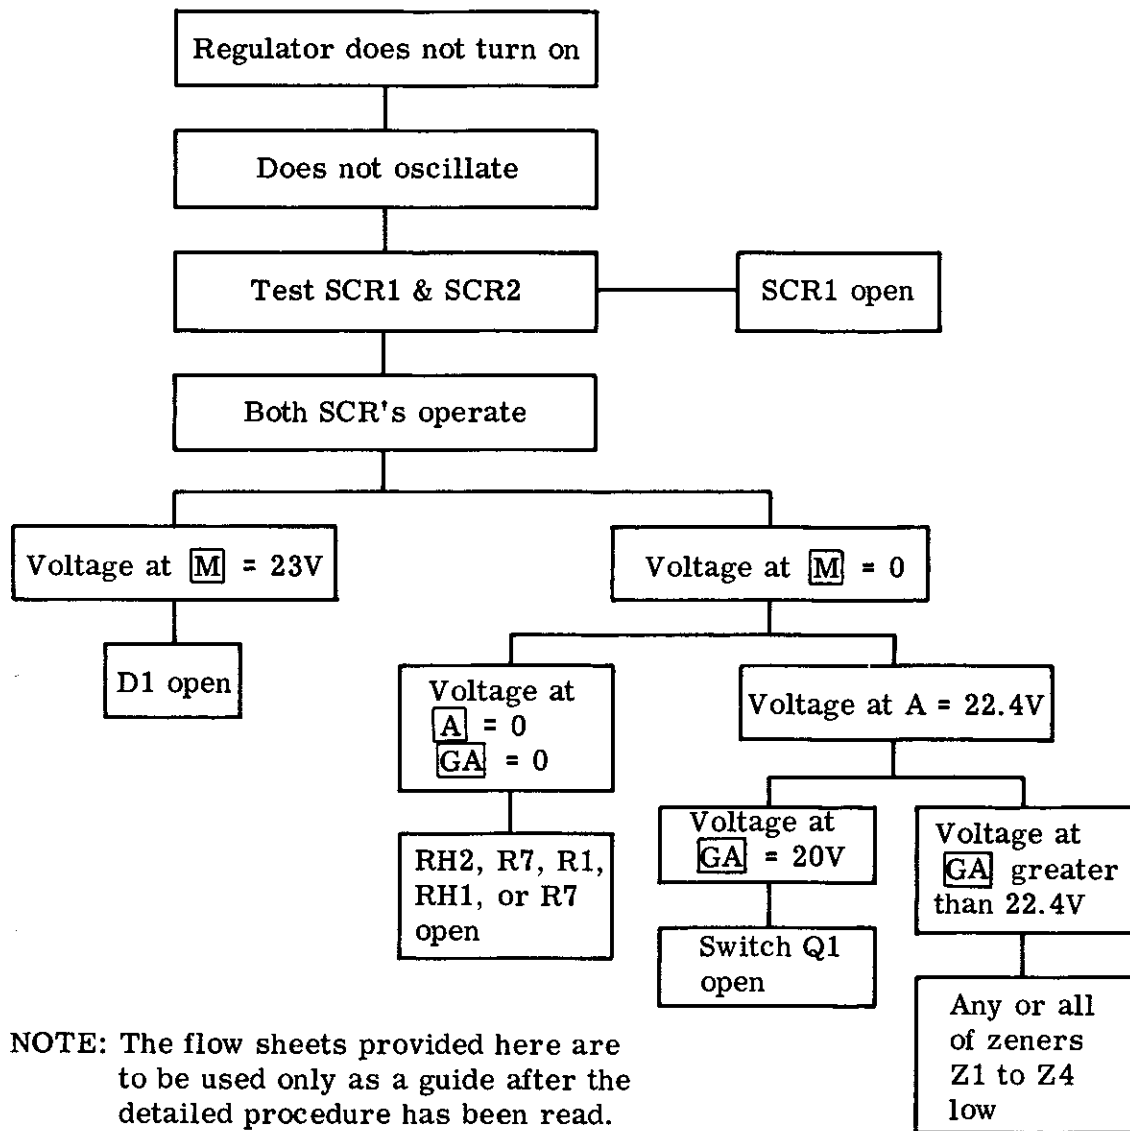 Regulator does not turn on
Does not oscillate
Test SCR1 & SCR2
SCR1 open
Both SCR's operate
Voltage at M = 23V
Voltage at M = 0
D1 open
Voltage at
A = 0
GA = 0
Voltage at A = 22.4V
RH2, R7, R1,
RH1, or R7
open
Voltage at
GA = 20V
Voltage at
GA greater
than 22.4V
Switch Q1
open
Any or all
of zeners
Z1 to Z4
low
NOTE: The flow sheets provided here are
to be used only as a guide after the
detailed procedure has been read.